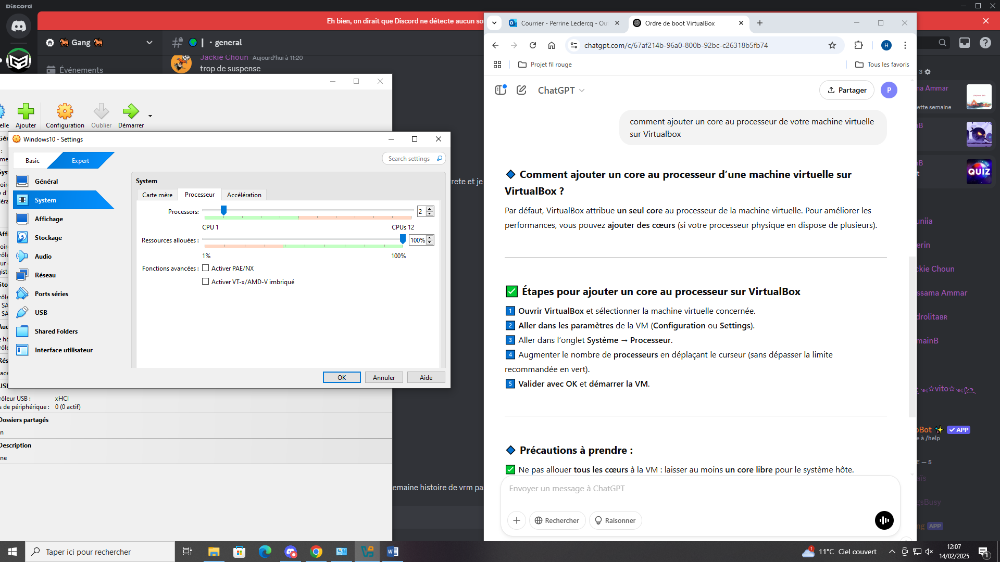 Discord
Eh bien, on dirait que Discord ne détecte aucun so
Gang
• general
Événements
Jackie Choun Aujourd'hui à 11:20
trop de suspense
elle
Ajouter
Configuration
Oublier
Démarrer
Windows10 - Settings
Basic
Expert
Search settings
Général
System
Affichage
Stockage
Audio
Réseau
Ports séries
USB
Shared Folders
Interface utilisateur
System
Carte mère
Processeur
Accélération
Processors:
2
CPU 1
CPUs 12
Ressources allouées :
100%
1%
100%
Fonctions avancées :
Activer PAE/NX
Activer VT-x/AMD-V imbriqué
OK
Annuler
Aide
rôleur USB :
xHCI
s de périphérique :
0 (0 actif)
Dossiers partagés
n
Description
ne
rete et je
emaine histoire de vrm pa
Courrier - Perrine Leclercq - Ou
Ordre de boot VirtualBox
chatgpt.com/c/67af214b-96a0-800b-92bc-c26318b5fb74
H
Projet fil rouge
Tous les favoris
ChatGPT
Partager
P
comment ajouter un core au processeur de votre machine virtuelle
sur Virtualbox
Comment ajouter un core au processeur d'une machine virtuelle sur
VirtualBox ?
Par défaut, VirtualBox attribue un seul core au processeur de la machine virtuelle. Pour améliorer les
performances, vous pouvez ajouter des cœurs (si votre processeur physique en dispose de plusieurs).
✅ Étapes pour ajouter un core au processeur sur VirtualBox
1 Ouvrir VirtualBox et sélectionner la machine virtuelle concernée.
2 Aller dans les paramètres de la VM (Configuration ou Settings).
3 Aller dans l'onglet Système → Processeur.
4 Augmenter le nombre de processeurs en déplaçant le curseur (sans dépasser la limite
recommandée en vert).
5 Valider avec OK et démarrer la VM.
Précautions à prendre :
✅ Ne pas allouer tous les cœurs à la VM : laisser au moins un core libre pour le système hôte.
Envoyer un message à ChatGPT
Rechercher
Raisonner
3
na Ammar
ette semaine
nB
nB
t
QUIZ
uniia
erin
ckie Choun
ssama Ammar
drolitaBR
mainB
☆vito☆
oBot
APP
e à /help
E — 5
aïs
gsBusy
ng
APP
Taper ici pour rechercher
1
11°C Ciel couvert
12:07
14/02/2025
1